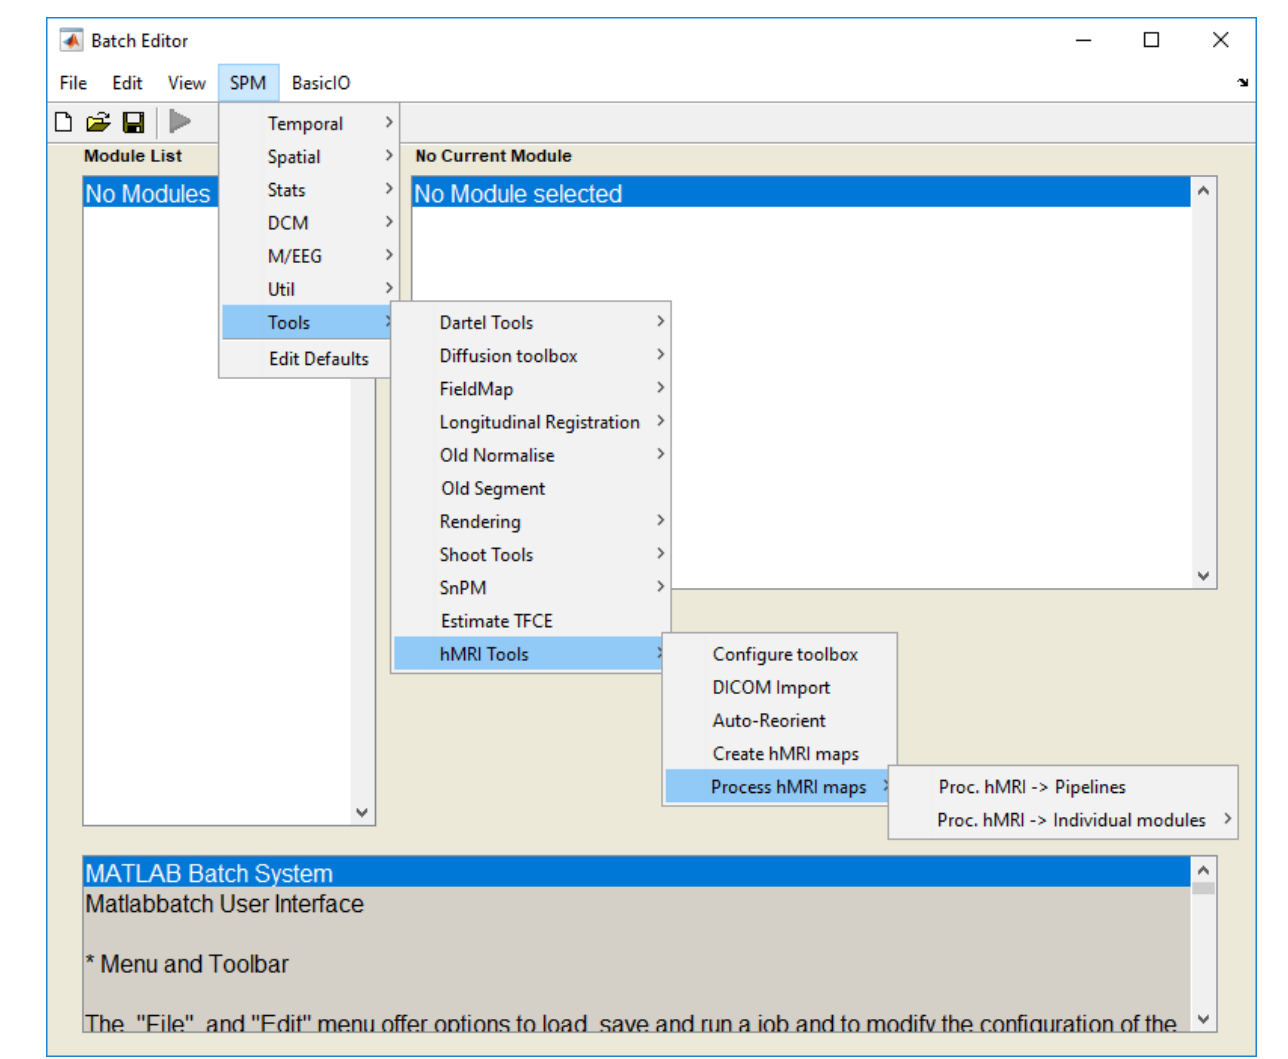 Batch Editor
File Edit View SPM BasicIO
Module List
No Modules
No Current Module
No Module selected
Temporal
Spatial
Stats
DCM
M/EEG
Util
Tools
Edit Defaults
Dartel Tools
Diffusion toolbox
FieldMap
Longitudinal Registration
Old Normalise
Old Segment
Rendering
Shoot Tools
SnPM
Estimate TFCE
hMRI Tools
Configure toolbox
DICOM Import
Auto-Reorient
Create hMRI maps
Process hMRI maps
Proc. hMRI -> Pipelines
Proc. hMRI -> Individual modules
MATLAB Batch System
Matlabbatch User Interface
* Menu and Toolbar
The "File" and "Edit" menu offer options to load, save and run a job and to modify the configuration of the